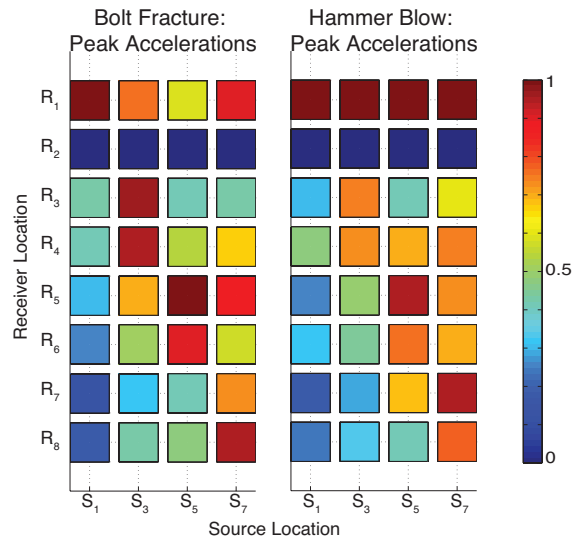 Bolt Fracture:
Peak Accelerations
Hammer Blow:
Peak Accelerations
Receiver Location
R1
R2
R3
R4
R5
R6
R7
R8
S1 S3 S5 S7
S1 S3 S5 S7
Source Location
1
0.5
0